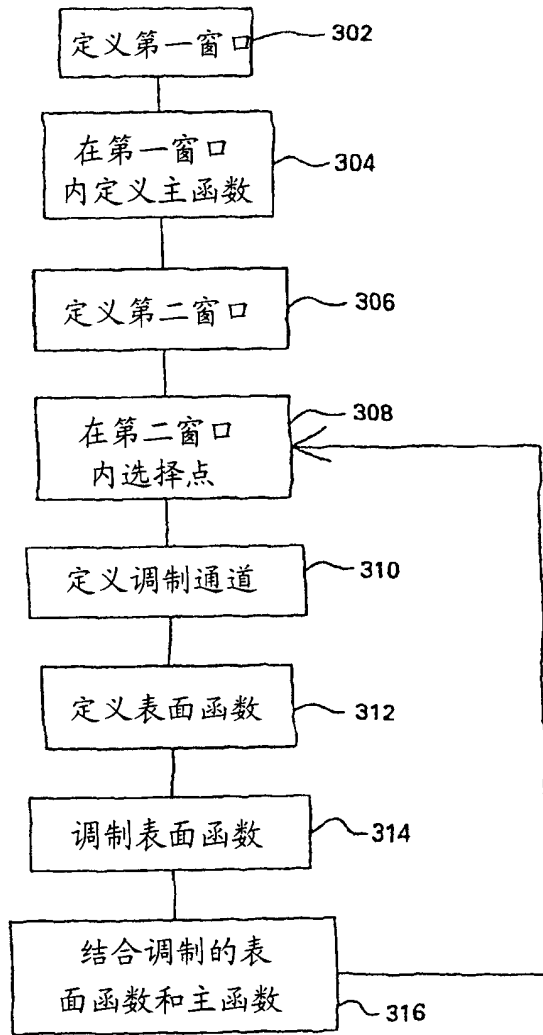 定义第一窗口
302
在第一窗口
内定义主函数
304
定义第二窗口
306
在第二窗口
内选择点
308
定义调制通道
310
定义表面函数
312
调制表面函数
314
结合调制的表
面函数和主函数
316